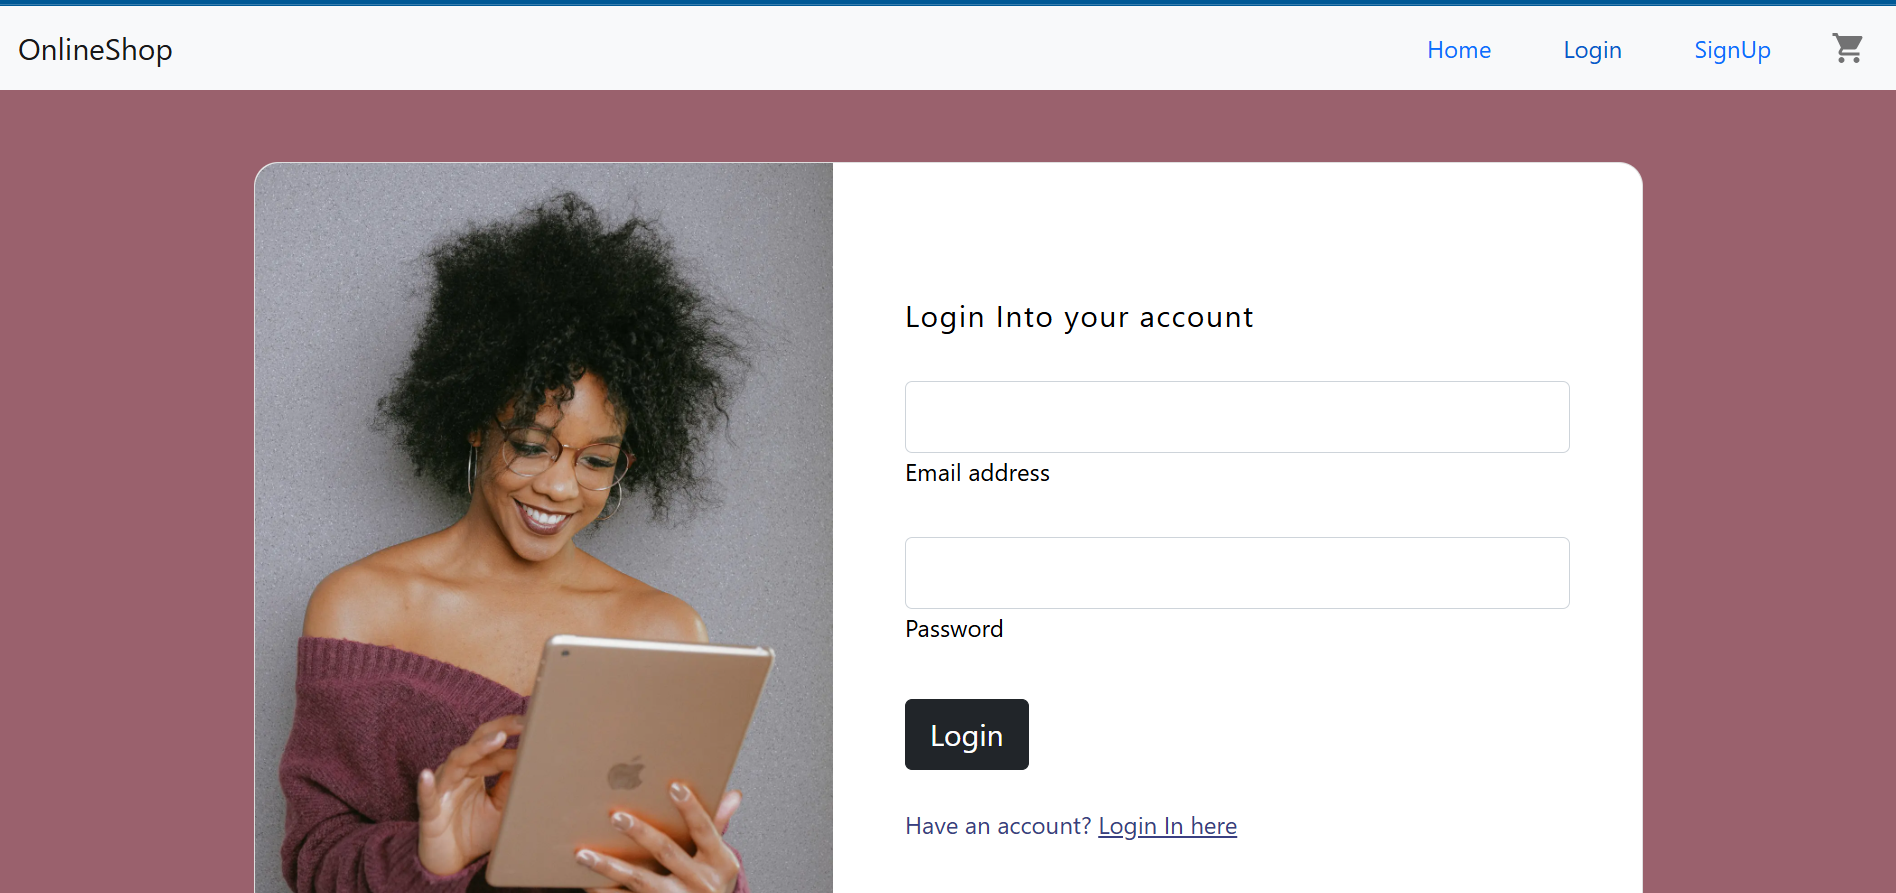 OnlineShop
Home
Login
SignUp
Login Into your account
Email address
Password
Login
Have an account? Login In here